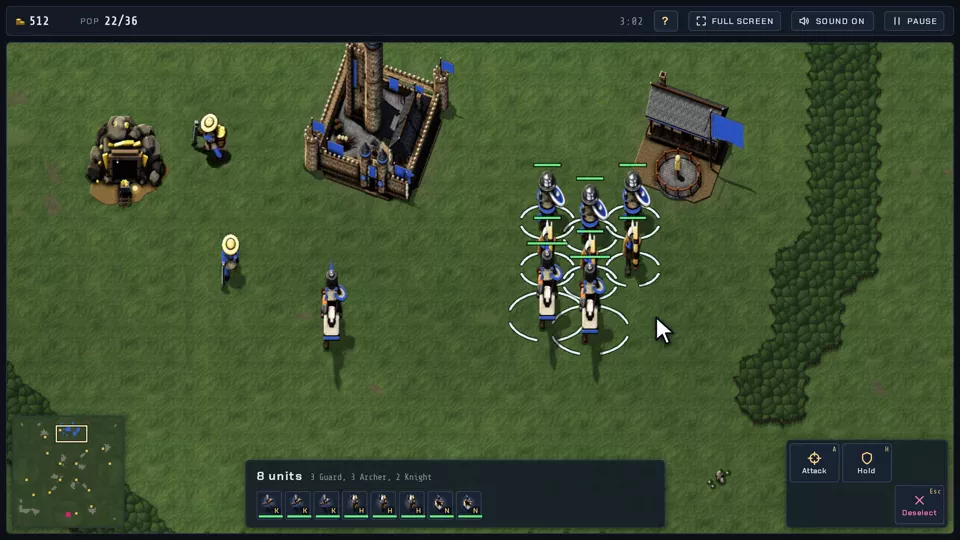 512
POP 22/36
3:02
?
FULL SCREEN
SOUND ON
PAUSE
8 units 3 Guard, 3 Archer, 2 Knight
K K K H H H N N
Attack A
Hold H
Esc
Deselect